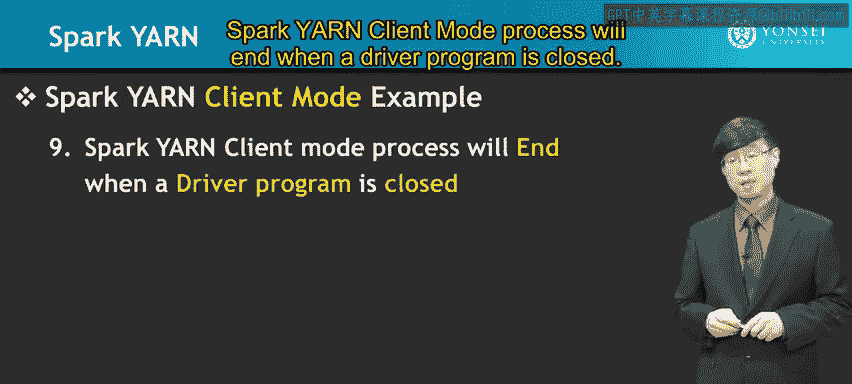 Spark YARN
Spark YARN Client Mode process will
end when a driver program is closed.
YONSEI
❖ Spark YARN Client Mode Example
9. Spark YARN Client mode process will End
when a Driver program is closed